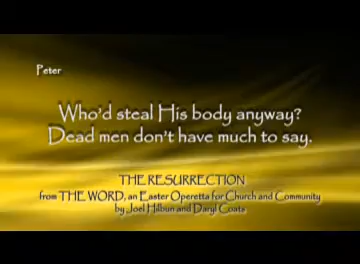 Peter
Who'd steal His body anyway?
Dead men don't have much to say.
THE RESURRECTION
from THE WORD, an Easter Operetta for Church and Community
by Joel Hilbun and Daryl Coats